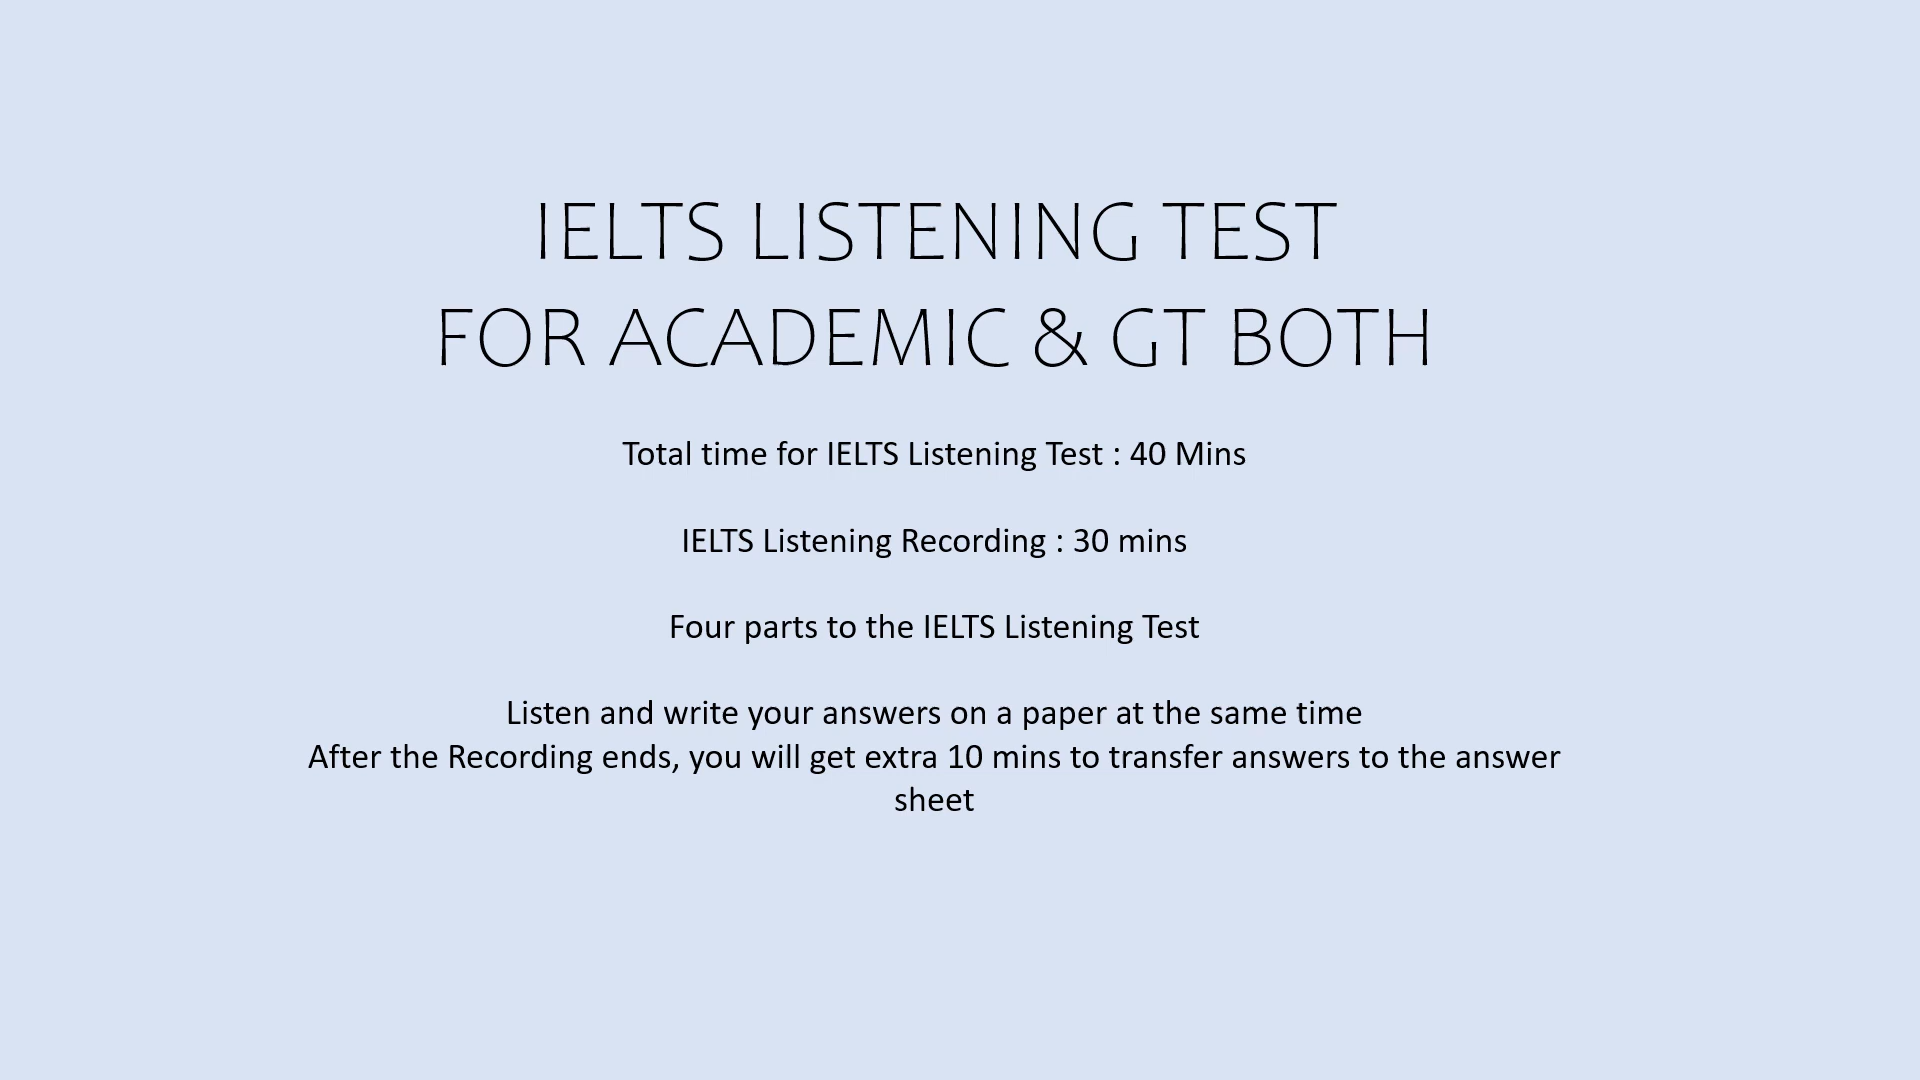 IELTS LISTENING TEST
FOR ACADEMIC & GT BOTH
Total time for IELTS Listening Test : 40 Mins
IELTS Listening Recording : 30 mins
Four parts to the IELTS Listening Test
Listen and write your answers on a paper at the same time
After the Recording ends, you will get extra 10 mins to transfer answers to the answer
sheet